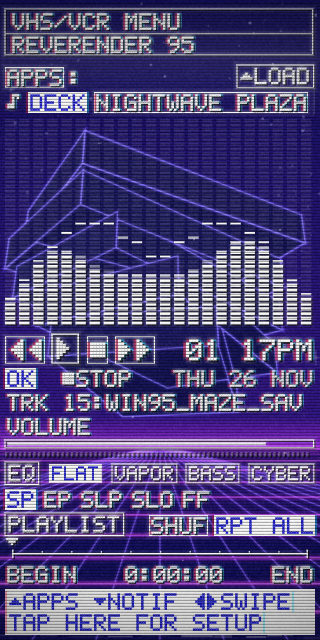 VHS/VCR MENU
REVERENDER 95
APPS: LOAD
DECK NIGHTWAVE PLAZA
01 17PM
OK STOP THU 26 NOV
TRK 15:WIN95_MAZE_SAV
VOLUME
EQ FLAT VAPOR BASS CYBER
SP EP SLP SLO FF
PLAYLIST SHUF RPT ALL
BEGIN 0:00:00 END
APPS NOTIF SWIPE
TAP HERE FOR SETUP